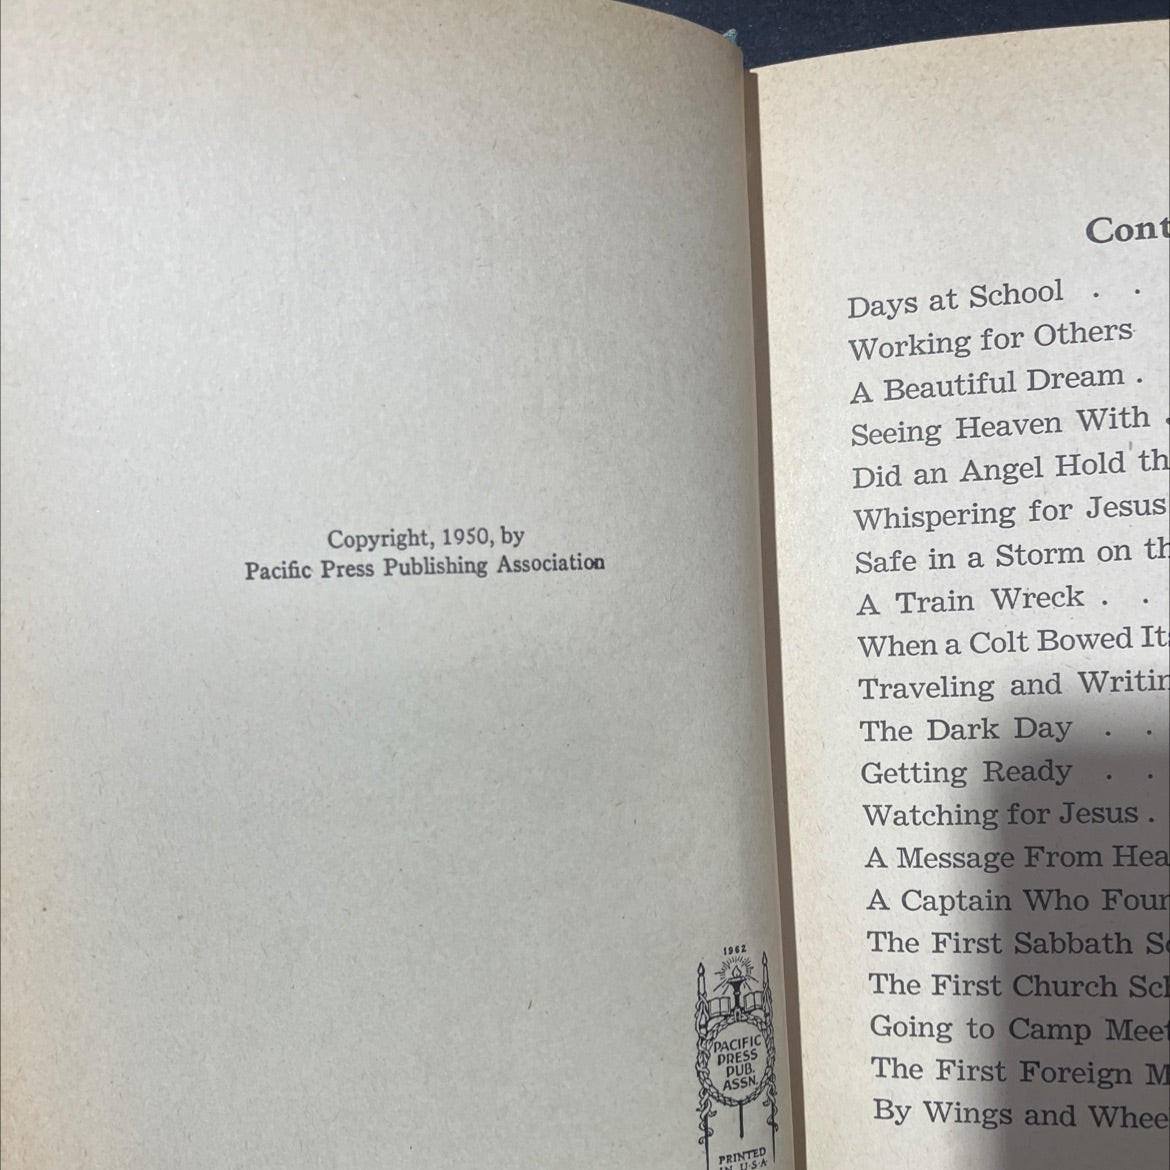 Copyright, 1950, by
Pacific Press Publishing Association
1962
PACIFIC
PRESS
PUB.
ASSN.
PRINTED
IN U·S·A·
Cont
Days at School . .
Working for Others
A Beautiful Dream .
Seeing Heaven With
Did an Angel Hold th
Whispering for Jesus
Safe in a Storm on th
A Train Wreck . .
When a Colt Bowed It
Traveling and Writin
The Dark Day . .
Getting Ready . .
Watching for Jesus .
A Message From Hea
A Captain Who Foun
The First Sabbath Sc
The First Church Sch
Going to Camp Meet
The First Foreign M
By Wings and Whee